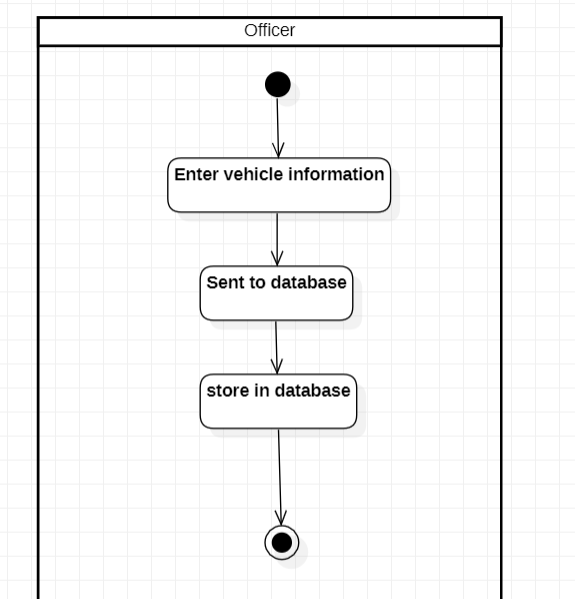 Officer
Enter vehicle information
Sent to database
store in database